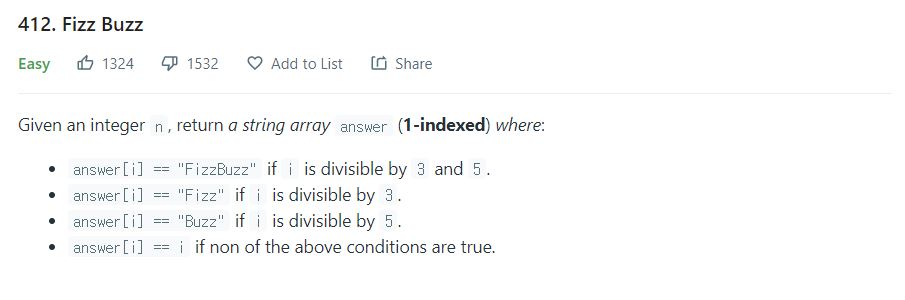 412. Fizz Buzz
Easy 1324 1532 Add to List Share
Given an integer n, return a string array answer (1-indexed) where:
• answer[i] == "FizzBuzz" if i is divisible by 3 and 5.
• answer[i] == "Fizz" if i is divisible by 3.
• answer[i] == "Buzz" if i is divisible by 5.
• answer[i] == i if non of the above conditions are true.